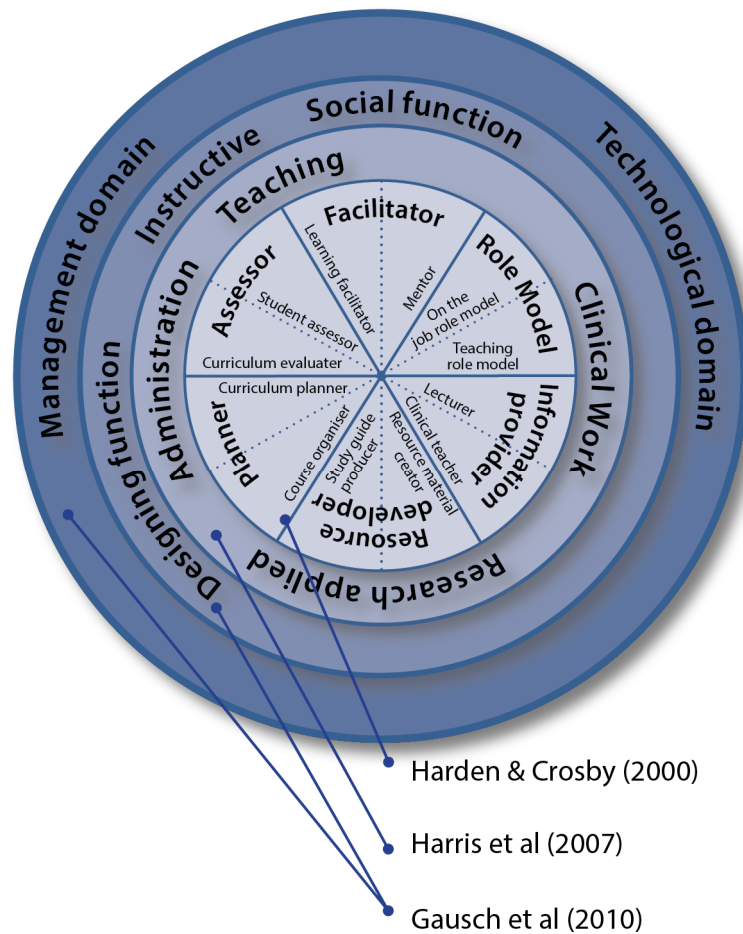 Management domain
Technological domain
Designing function
Instructive
Social function
Administration
Teaching
Clinical Work
Research applied
Facilitator
Learning facilitator
Mentor
Role Model
On the
job role model
Teaching
role model
Information
provider
Lecturer
Clinical teacher
Resource
developer
Resource material
creator
Study guide
producer
Planner
Course organiser
Curriculum planner
Assessor
Curriculum evaluater
Student assessor
Harden & Crosby (2000)
Harris et al (2007)
Gausch et al (2010)